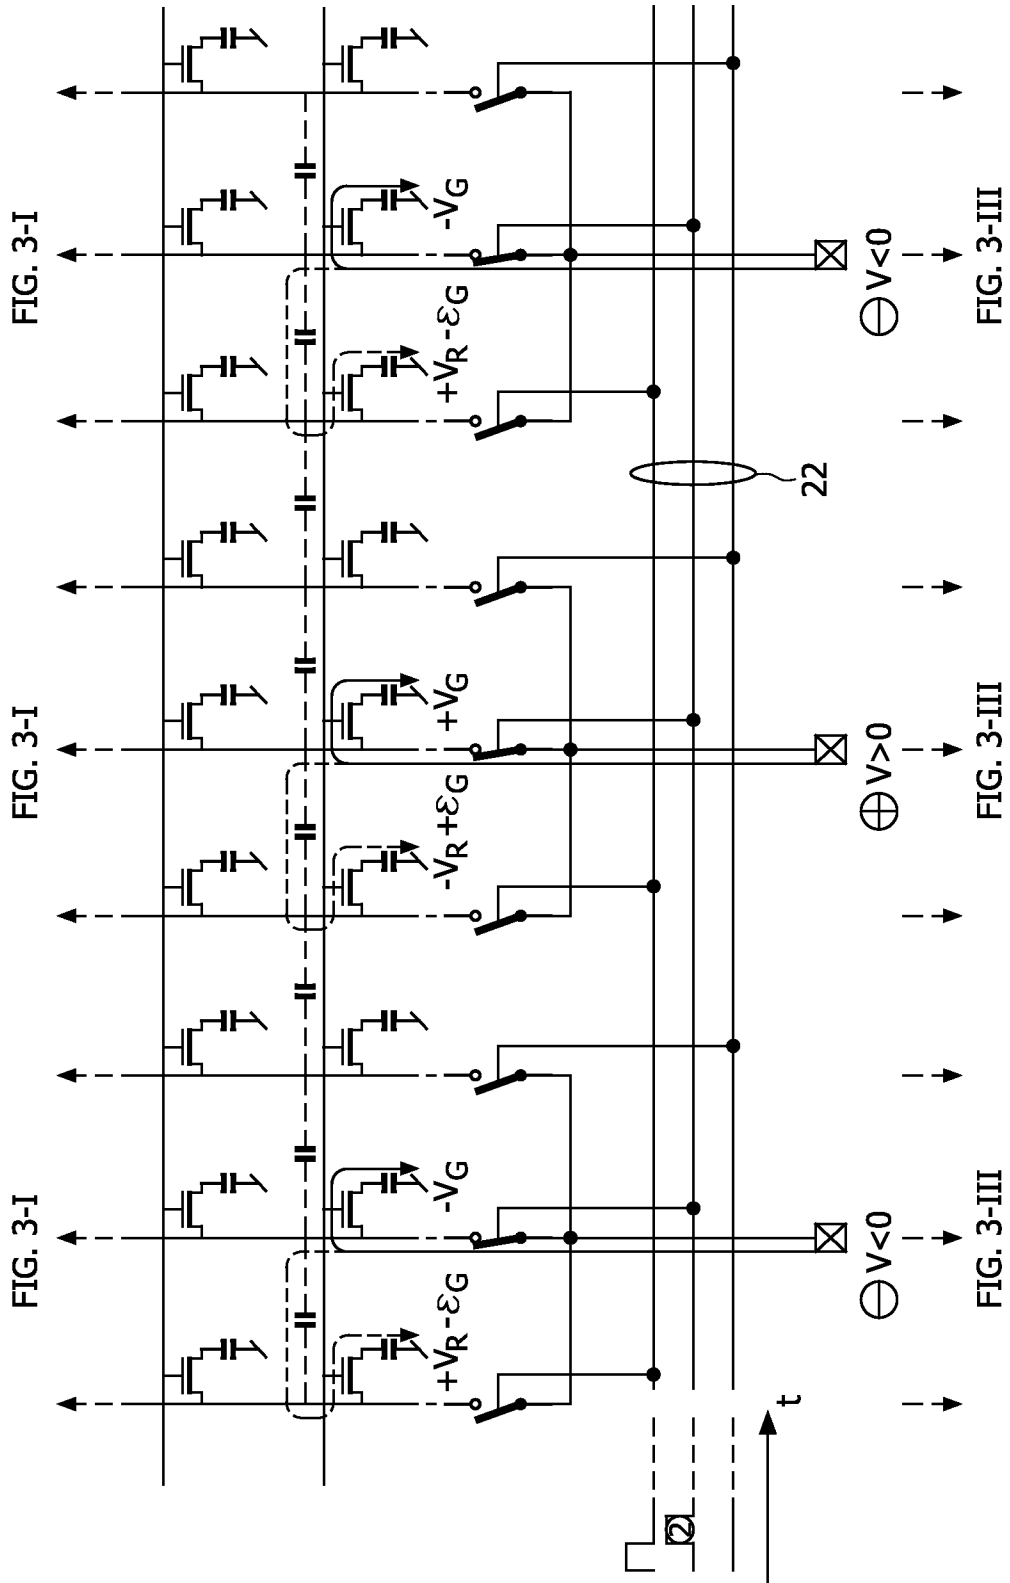 FIG. 3-I
FIG. 3-I
FIG. 3-I
+V_R-ε_G
-V_G
-V_R+ε_G
+V_G
+V_R-ε_G
-V_G
②
t
22
⊖ V<0
⊕ V>0
⊖ V<0
FIG. 3-III
FIG. 3-III
FIG. 3-III